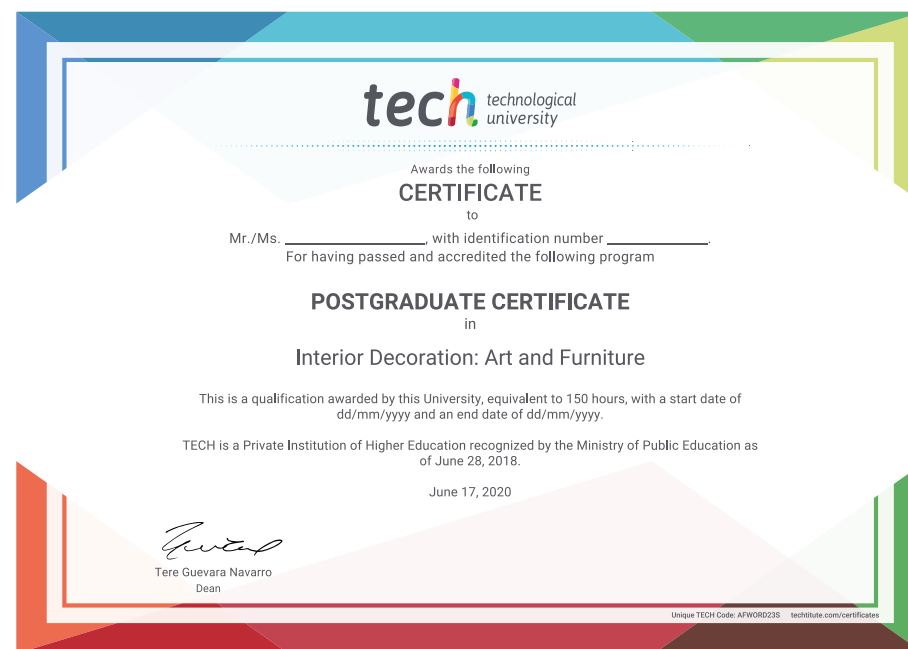 tech technological
university
Awards the following
CERTIFICATE
to
Mr./Ms. ____________________, with identification number ______________.
For having passed and accredited the following program
POSTGRADUATE CERTIFICATE
in
Interior Decoration: Art and Furniture
This is a qualification awarded by this University, equivalent to 150 hours, with a start date of
dd/mm/yyyy and an end date of dd/mm/yyyy.
TECH is a Private Institution of Higher Education recognized by the Ministry of Public Education as
of June 28, 2018.
June 17, 2020
Tere Guevara Navarro
Dean
Unique TECH Code: AFWORD23S techtitute.com/certificates